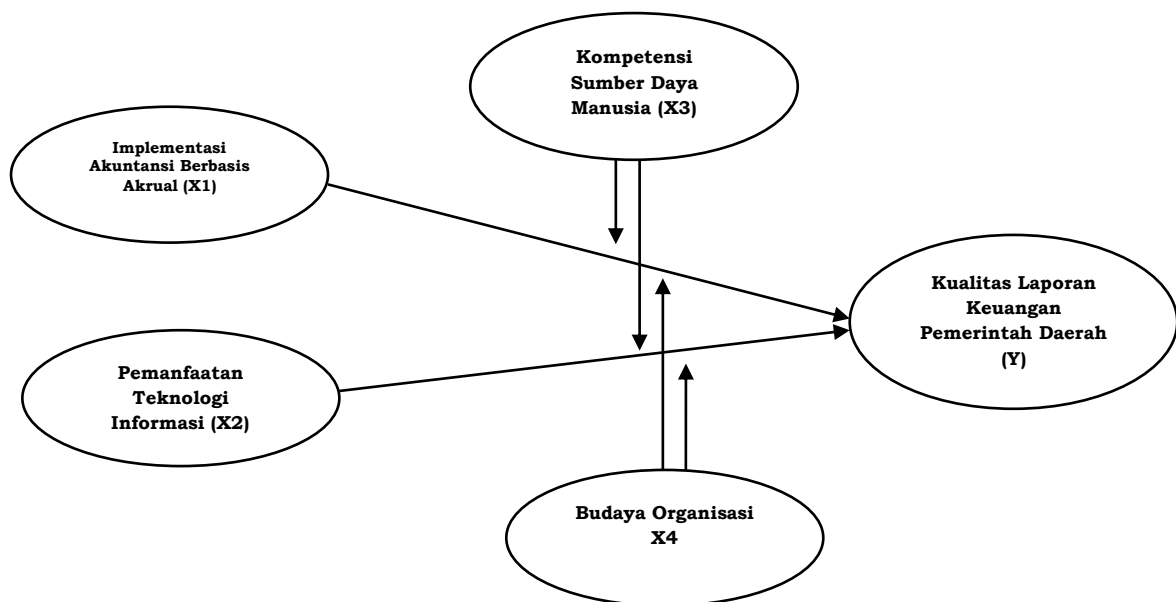 Kompetensi
Sumber Daya
Manusia (X3)
Implementasi
Akuntansi Berbasis
Akrual (X1)
Kualitas Laporan
Keuangan
Pemerintah Daerah
(Y)
Pemanfaatan
Teknologi
Informasi (X2)
Budaya Organisasi
X4